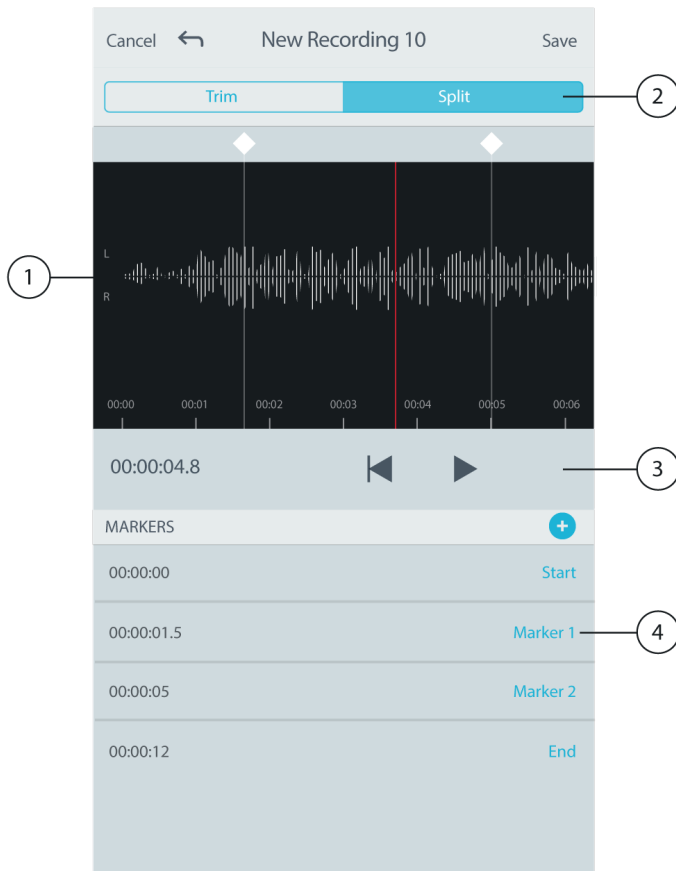 Cancel New Recording 10 Save
Trim Split
2
L
1
R
00:00 00:01 00:02 00:03 00:04 00:05 00:06
00:00:04.8
3
MARKERS
00:00:00 Start
00:00:01.5 Marker 1
4
00:00:05 Marker 2
00:00:12 End